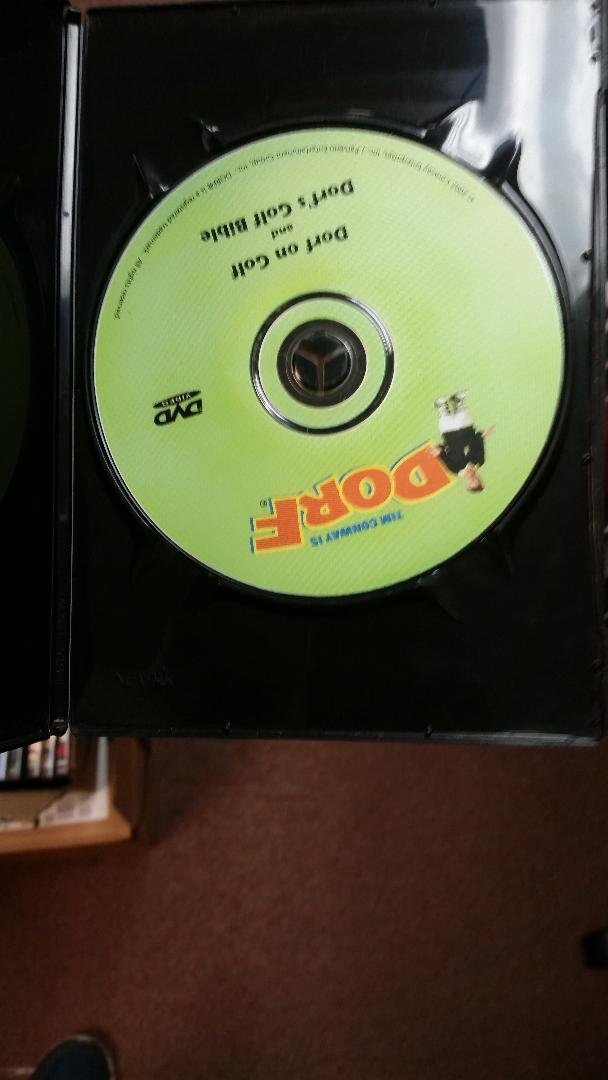 TIM CONWAY IS
DORF®
DVD
VIDEO
Dorf on Golf
and
Dorf's Golf Bible